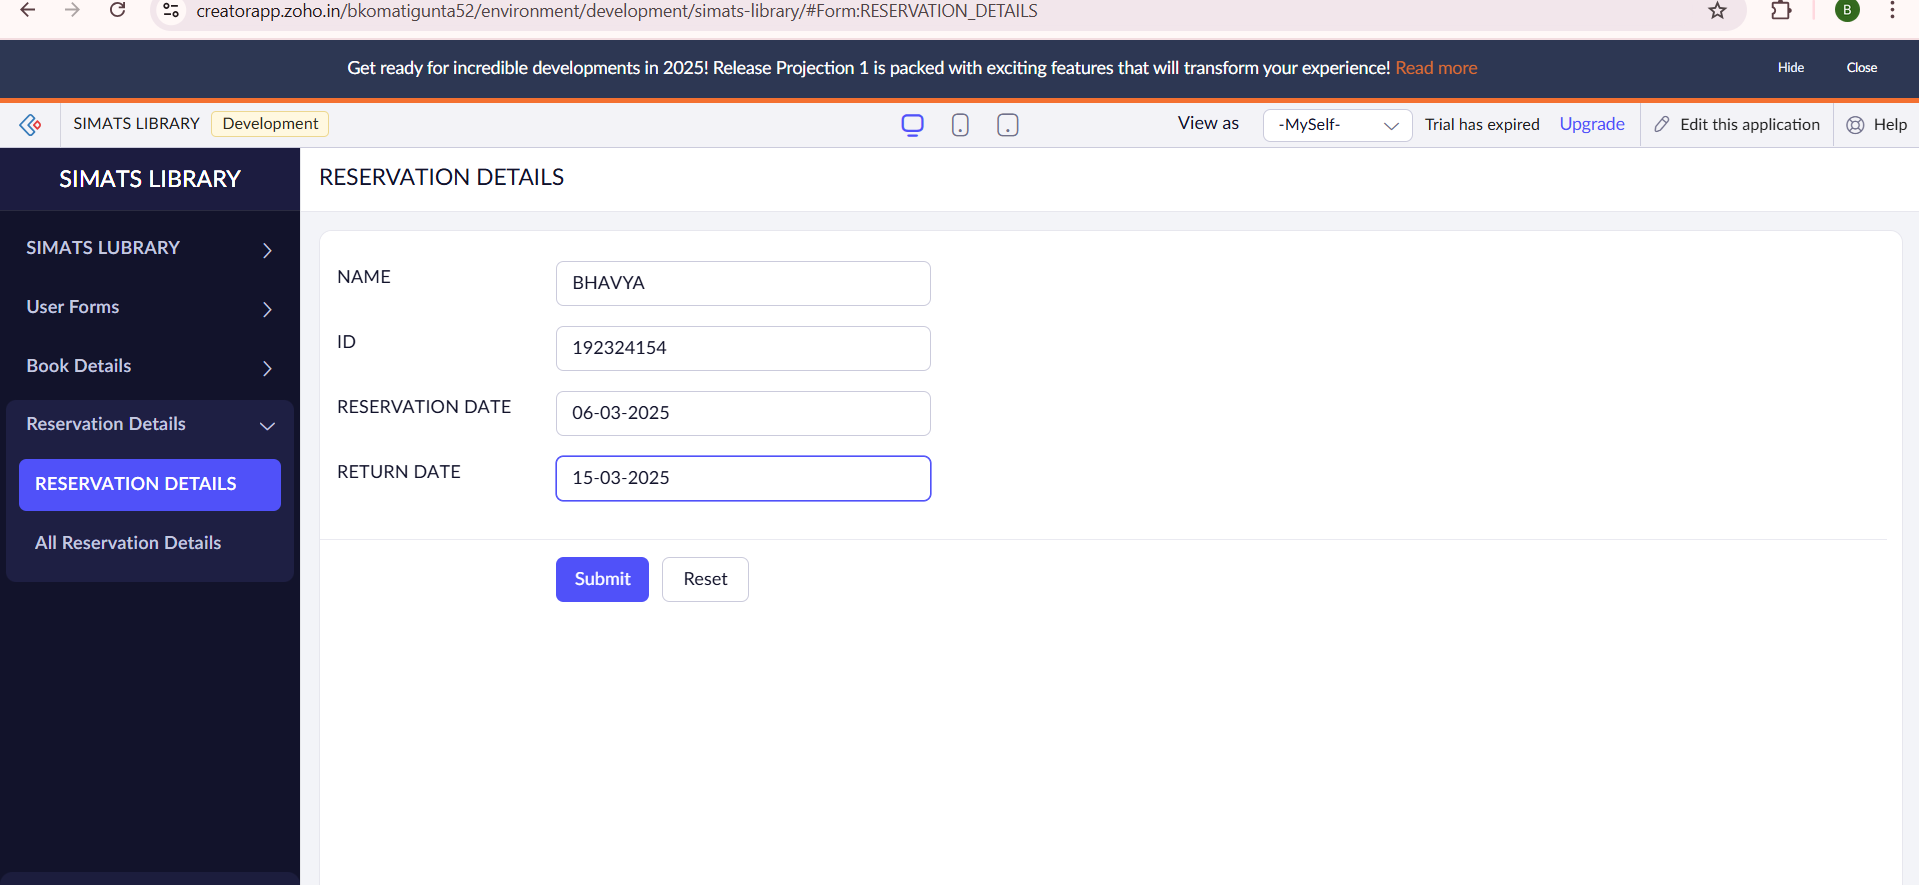 creatorapp.zoho.in/bkomatigunta52/environment/development/simats-library/#Form:RESERVATION_DETAILS
B
Get ready for incredible developments in 2025! Release Projection 1 is packed with exciting features that will transform your experience! Read more
Hide
Close
SIMATS LIBRARY
Development
View as
-MySelf-
Trial has expired
Upgrade
Edit this application
Help
SIMATS LIBRARY
SIMATS LUBRARY
User Forms
Book Details
Reservation Details
RESERVATION DETAILS
All Reservation Details
RESERVATION DETAILS
NAME
BHAVYA
ID
192324154
RESERVATION DATE
06-03-2025
RETURN DATE
15-03-2025
Submit
Reset